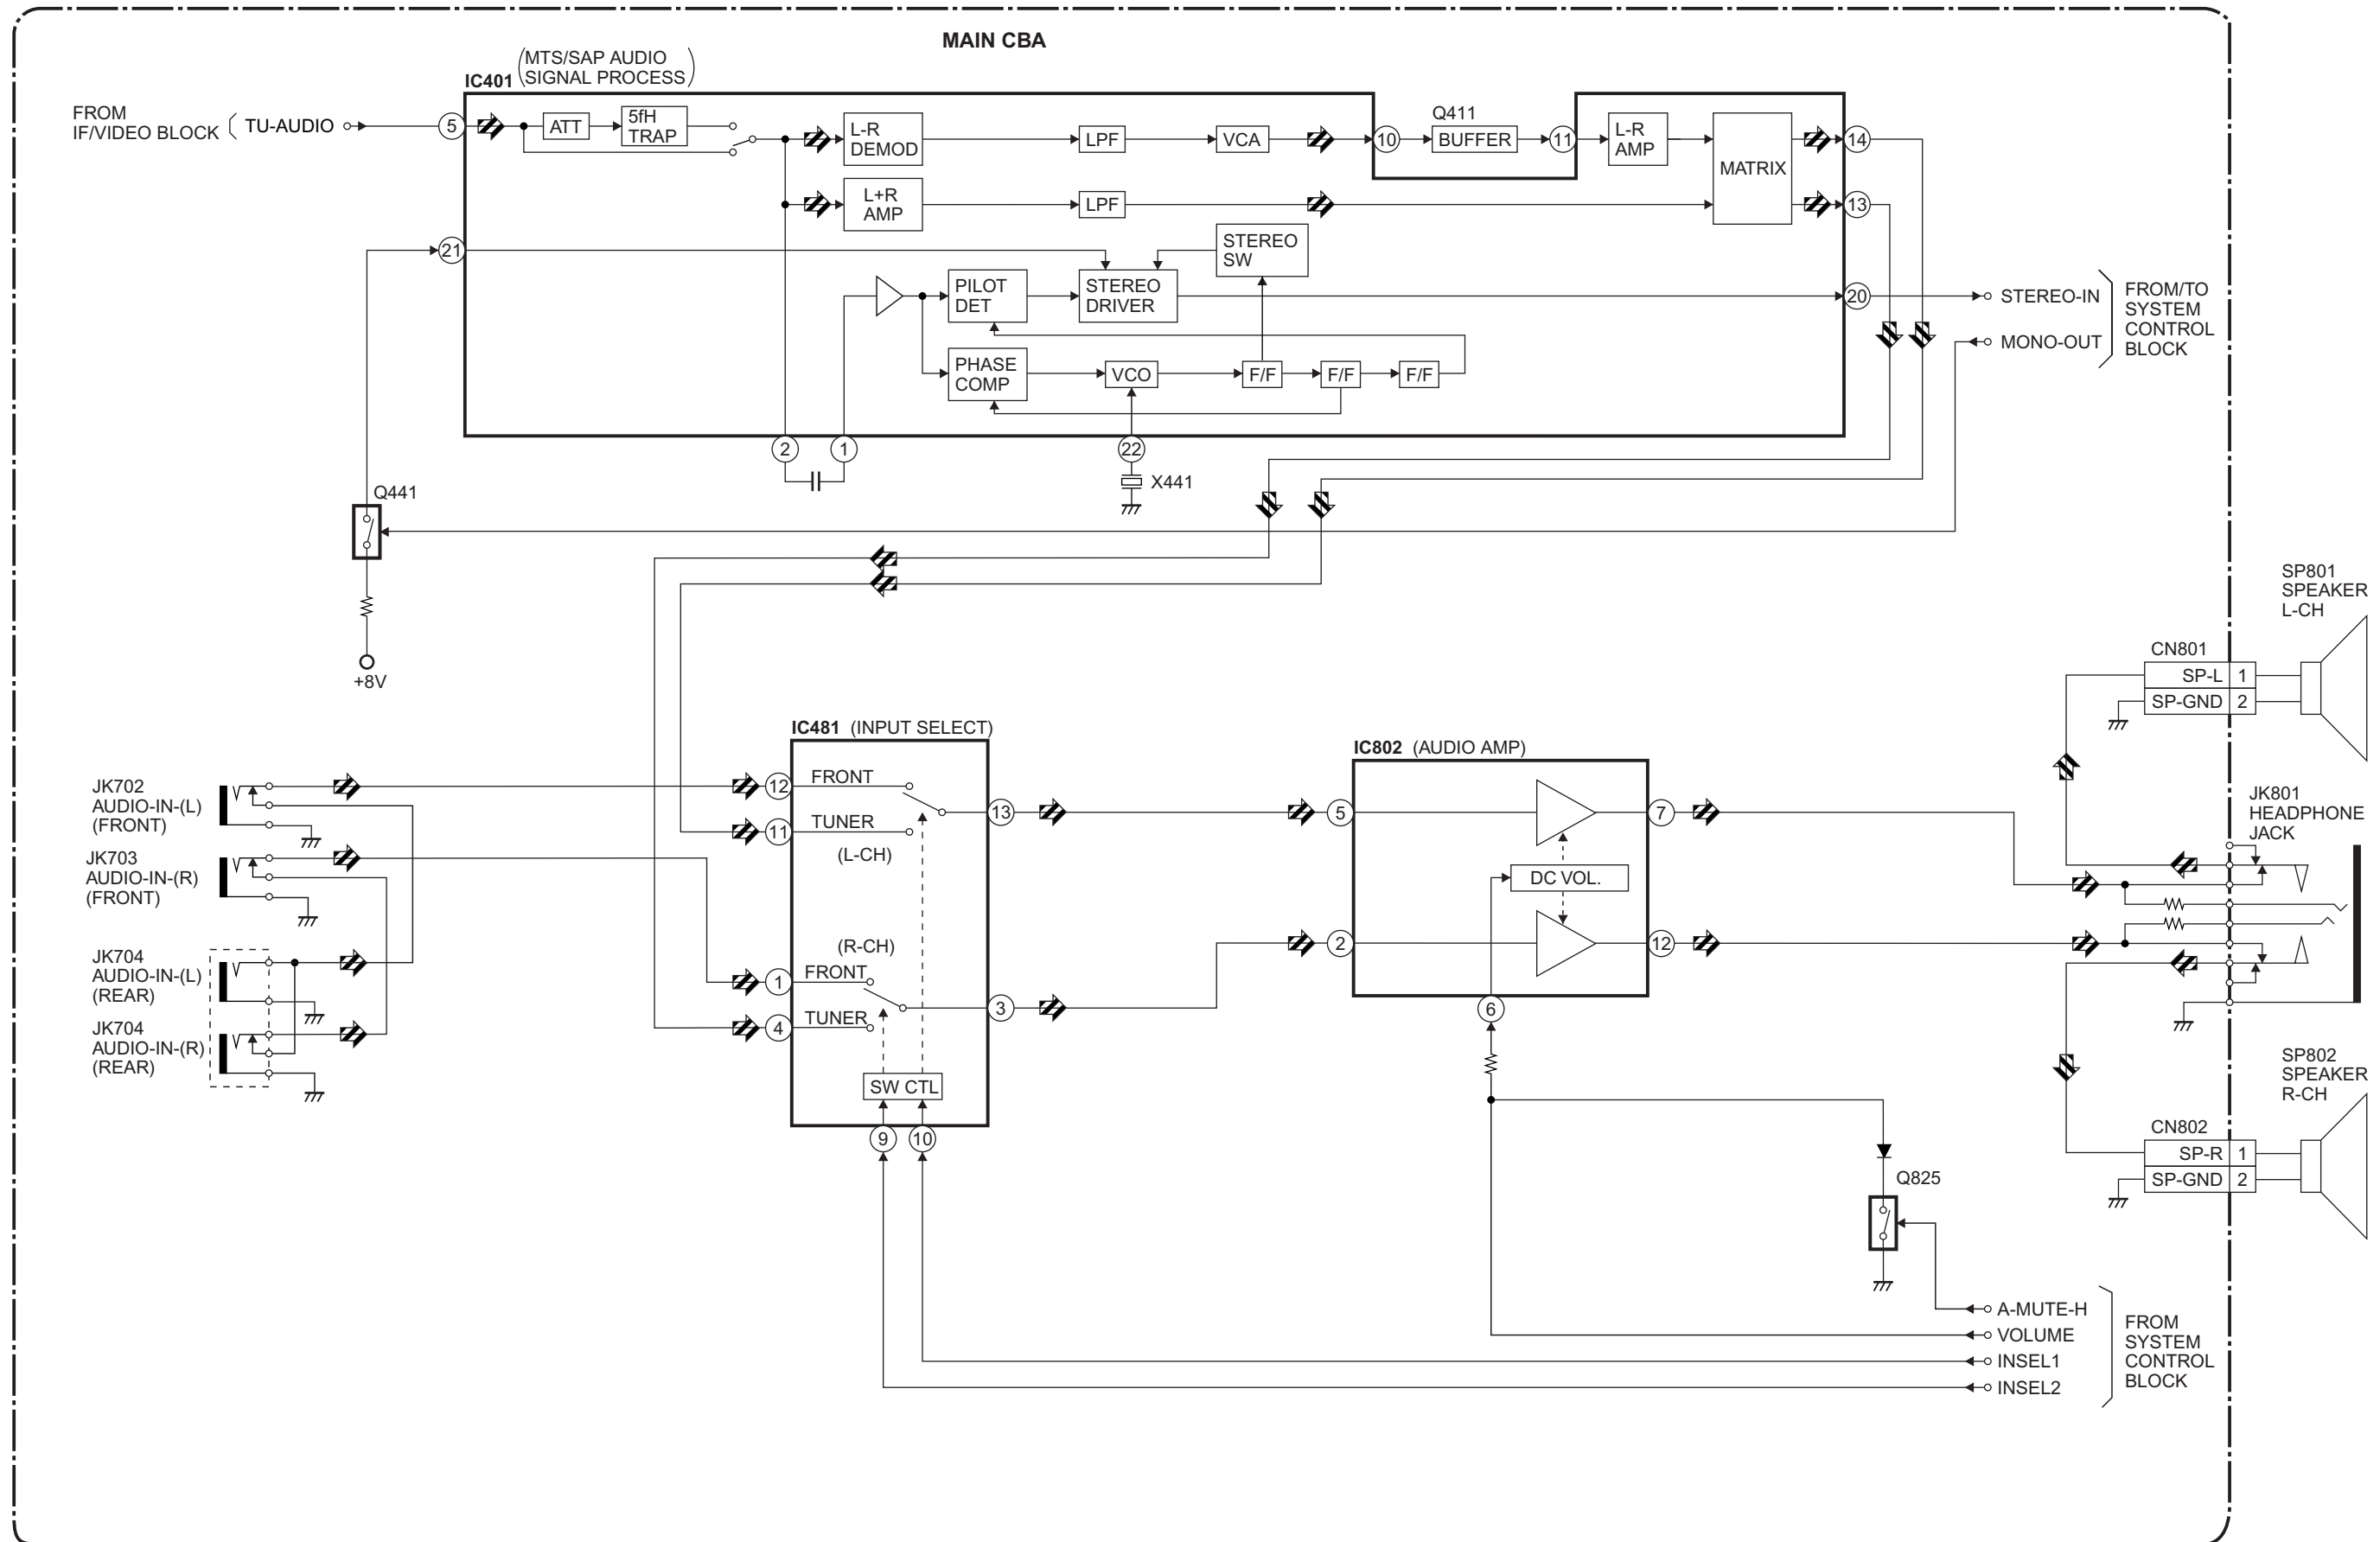 MAIN CBA
IC401
(MTS/SAP AUDIO
SIGNAL PROCESS)
FROM
IF/VIDEO BLOCK
TU-AUDIO
5
ATT
5fH
TRAP
L-R
DEMOD
LPF
VCA
10
Q411
BUFFER
11
L-R
AMP
MATRIX
14
L+R
AMP
LPF
13
21
STEREO
SW
PILOT
DET
STEREO
DRIVER
20
STEREO-IN
MONO-OUT
FROM/TO
SYSTEM
CONTROL
BLOCK
PHASE
COMP
VCO
F/F
F/F
F/F
2
1
22
X441
Q441
+8V
SP801
SPEAKER
L-CH
CN801
SP-L 1
SP-GND 2
IC481 (INPUT SELECT)
IC802 (AUDIO AMP)
JK702
AUDIO-IN-(L)
(FRONT)
JK703
AUDIO-IN-(R)
(FRONT)
JK704
AUDIO-IN-(L)
(REAR)
JK704
AUDIO-IN-(R)
(REAR)
12
FRONT
11
TUNER
(L-CH)
13
(R-CH)
1
FRONT
4
TUNER
3
SW CTL
9
10
5
7
DC VOL.
2
12
6
JK801
HEADPHONE
JACK
SP802
SPEAKER
R-CH
CN802
SP-R 1
SP-GND 2
Q825
A-MUTE-H
VOLUME
INSEL1
INSEL2
FROM
SYSTEM
CONTROL
BLOCK